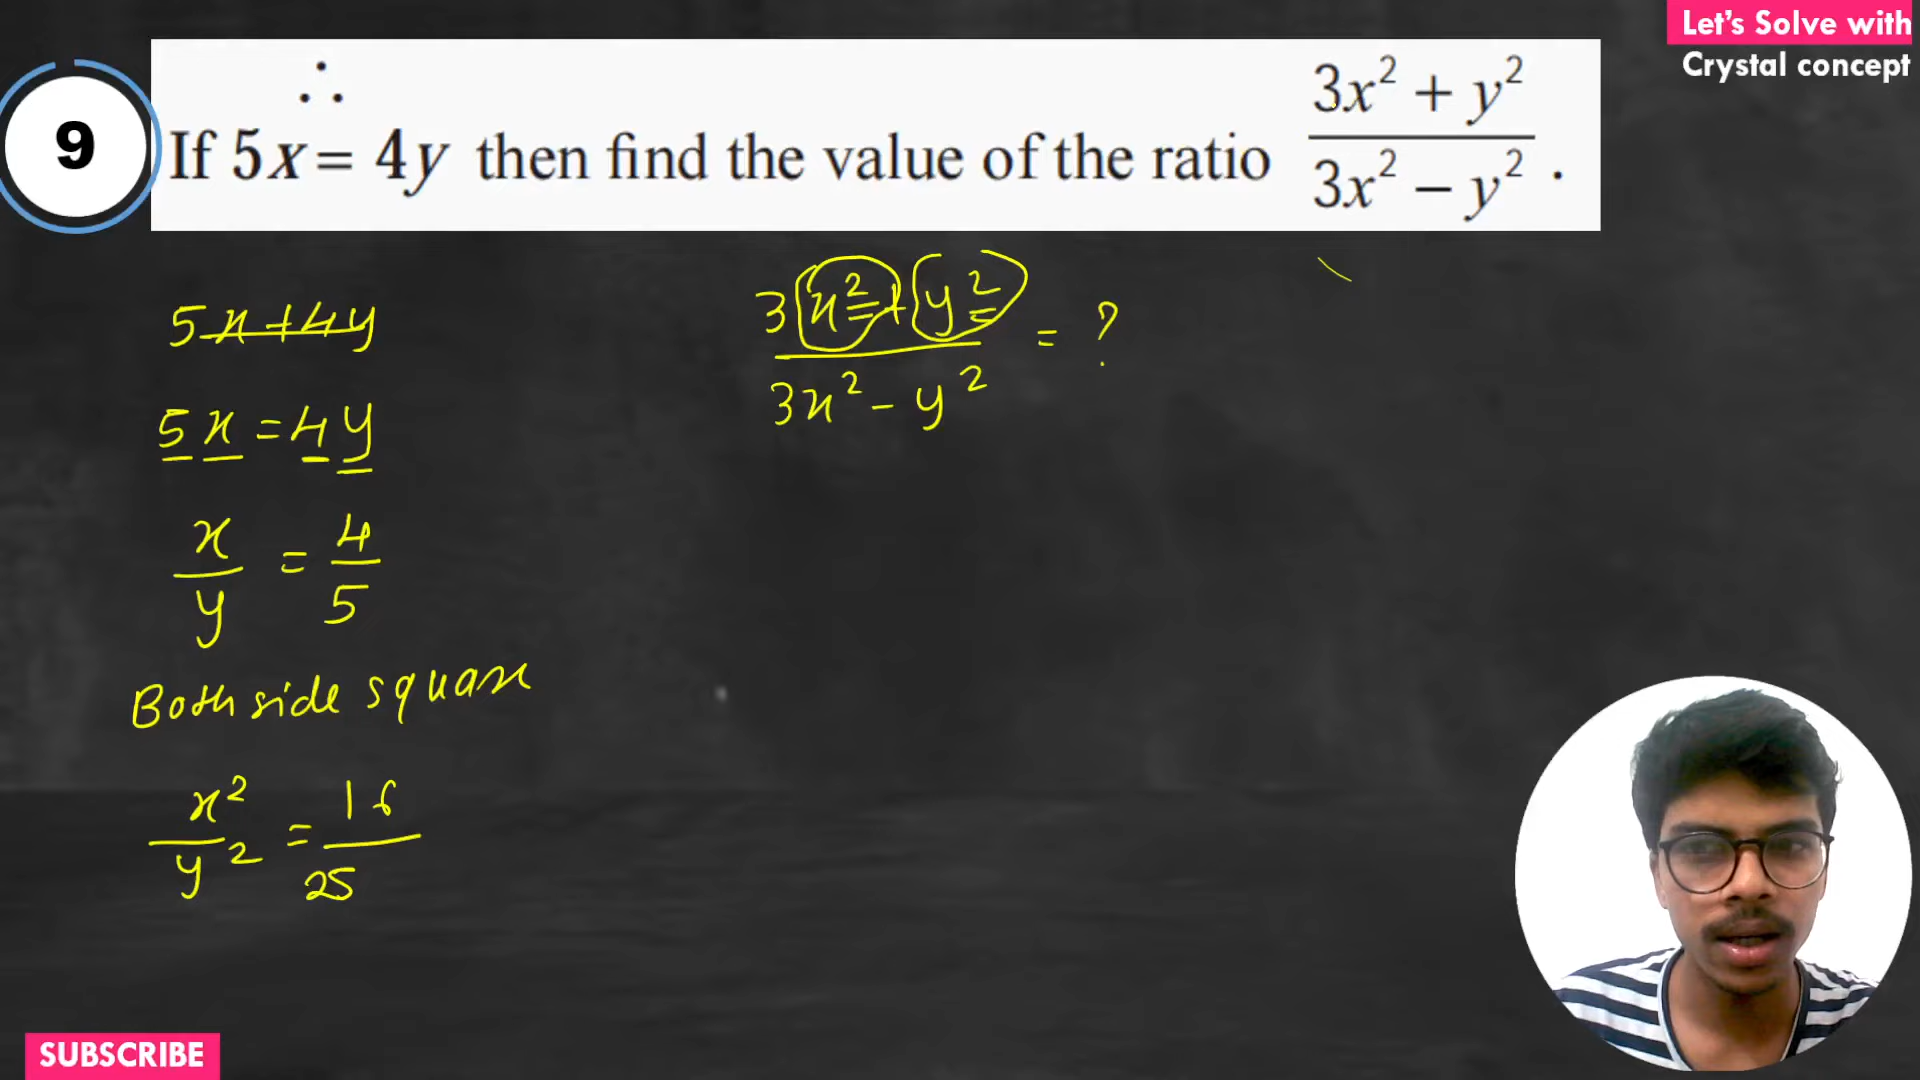 Let's Solve with
Crystal concept
9
∴
If 5x = 4y then find the value of the ratio (3x² + y²)/(3x² − y²) .
5x+4y
5x = 4y
x/y = 4/5
Both side square
x²/y² = 16/25
(3x² + y²)/(3x² - y²) = ?
SUBSCRIBE